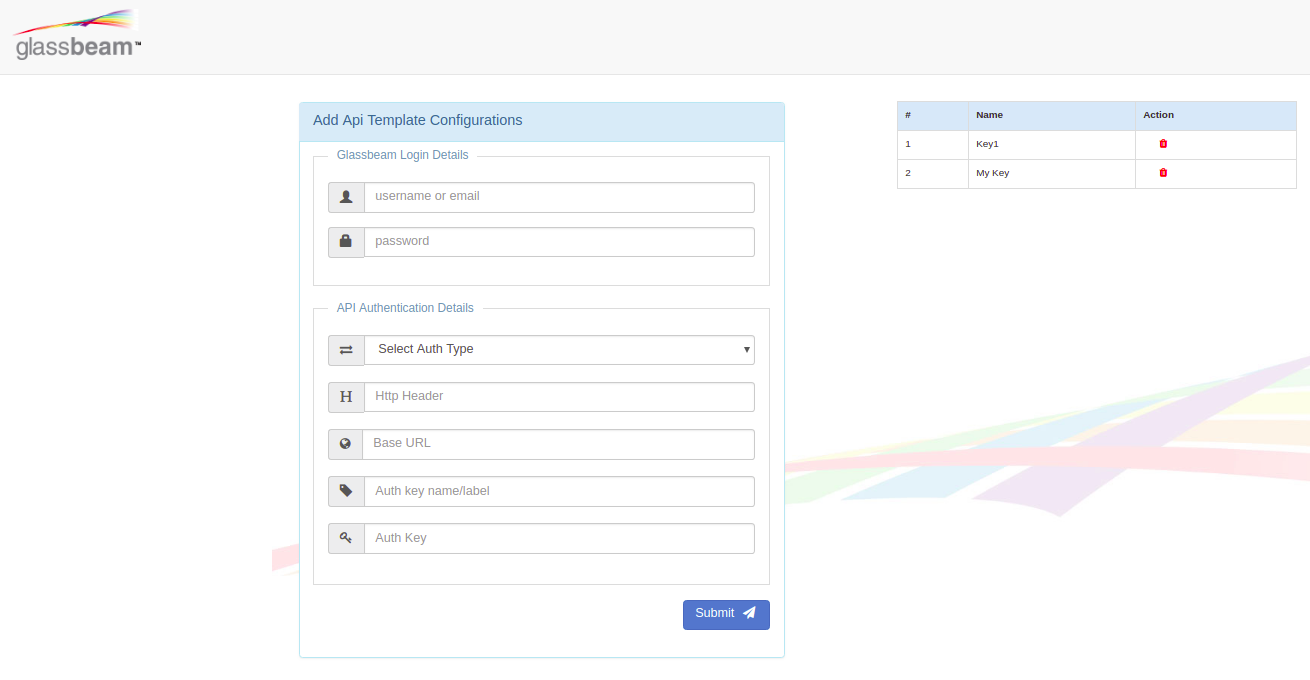 glassbeam™
Add Api Template Configurations
Glassbeam Login Details
username or email
password
API Authentication Details
Select Auth Type
H Http Header
Base URL
Auth key name/label
Auth Key
Submit
# Name Action
1 Key1
2 My Key